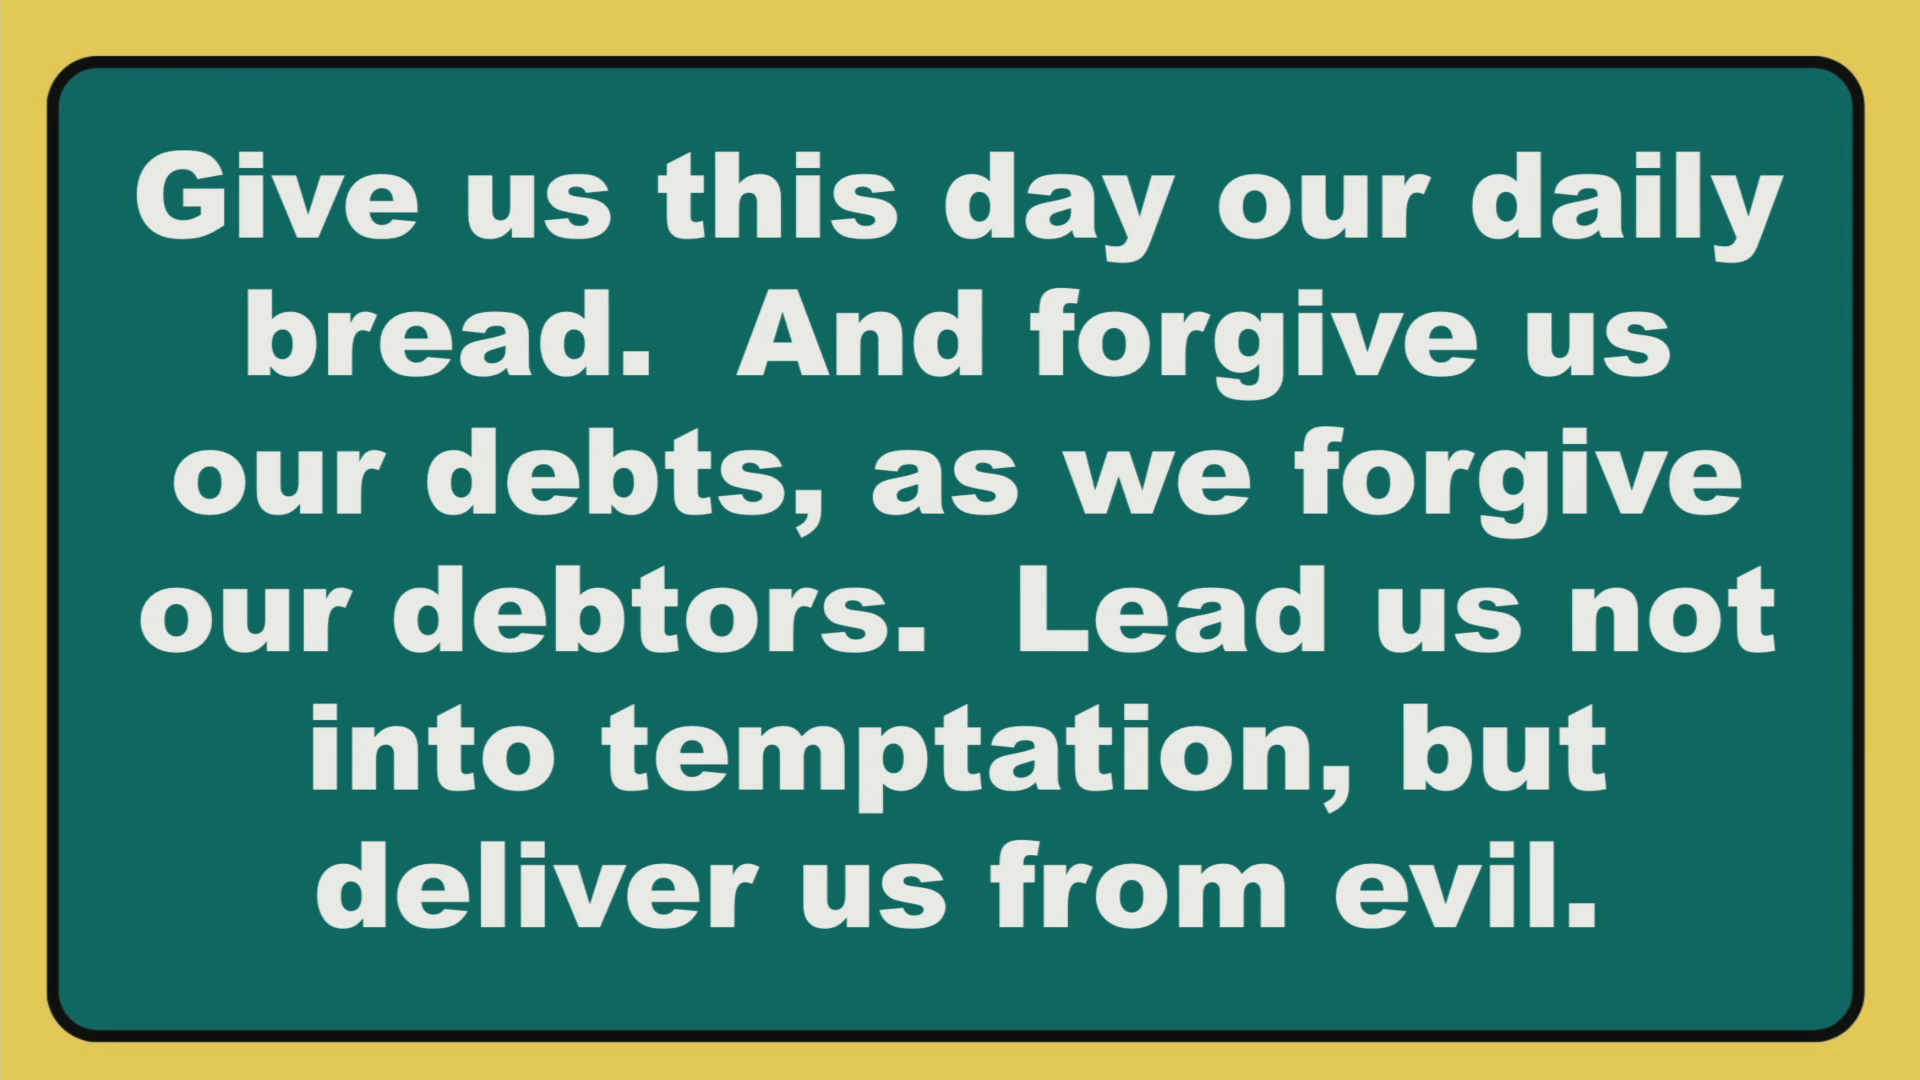 Give us this day our daily
bread.  And forgive us
our debts, as we forgive
our debtors.  Lead us not
into temptation, but
deliver us from evil.